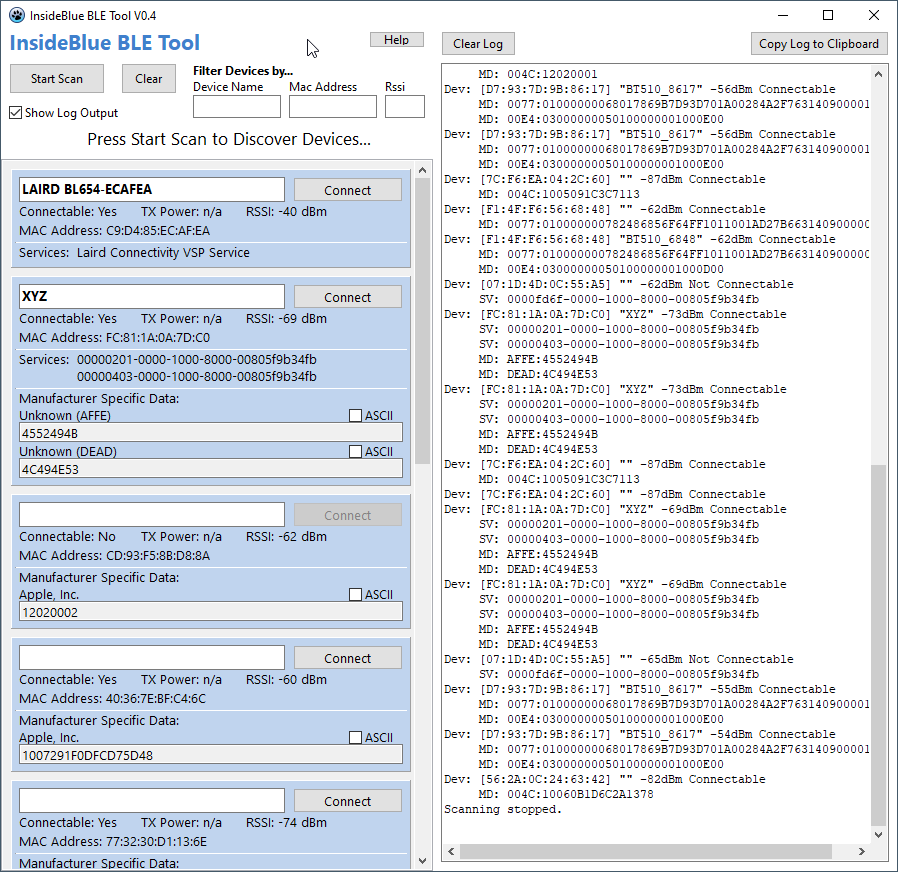 InsideBlue BLE Tool V0.4
InsideBlue BLE Tool
Help
Start Scan
Clear
Filter Devices by...
Device Name
Mac Address
Rssi
Show Log Output
Press Start Scan to Discover Devices...
LAIRD BL654-ECAFEA
Connect
Connectable: Yes TX Power: n/a RSSI: -40 dBm
MAC Address: C9:D4:85:EC:AF:EA
Services: Laird Connectivity VSP Service
XYZ
Connect
Connectable: Yes TX Power: n/a RSSI: -69 dBm
MAC Address: FC:81:1A:0A:7D:C0
Services: 00000201-0000-1000-8000-00805f9b34fb
00000403-0000-1000-8000-00805f9b34fb
Manufacturer Specific Data:
Unknown (AFFE) ASCII
4552494B
Unknown (DEAD) ASCII
4C494E53
Connect
Connectable: No TX Power: n/a RSSI: -62 dBm
MAC Address: CD:93:F5:8B:D8:8A
Manufacturer Specific Data:
Apple, Inc. ASCII
12020002
Connect
Connectable: Yes TX Power: n/a RSSI: -60 dBm
MAC Address: 40:36:7E:BF:C4:6C
Manufacturer Specific Data:
Apple, Inc. ASCII
1007291F0DFCD75D48
Connect
Connectable: Yes TX Power: n/a RSSI: -74 dBm
MAC Address: 77:32:30:D1:13:6E
Manufacturer Specific Data:
Clear Log
Copy Log to Clipboard
MD: 004C:12020001
Dev: [D7:93:7D:9B:86:17] "BT510_8617" -56dBm Connectable
MD: 0077:01000000068017869B7D93D701A00284A2F763140900001
MD: 00E4:0300000005010000000100​0E00
Dev: [D7:93:7D:9B:86:17] "BT510_8617" -56dBm Connectable
MD: 0077:01000000068017869B7D93D701A00284A2F763140900001
MD: 00E4:03000000050100000001000E00
Dev: [7C:F6:EA:04:2C:60] "" -87dBm Connectable
MD: 004C:1005091C3C7113
Dev: [F1:4F:F6:56:68:48] "" -62dBm Connectable
MD: 0077:010000000782486856F64FF1011001AD27B663140900000
Dev: [F1:4F:F6:56:68:48] "BT510_6848" -62dBm Connectable
MD: 0077:010000000782486856F64FF1011001AD27B663140900000
MD: 00E4:03000000050100000001000D00
Dev: [07:1D:4D:0C:55:A5] "" -62dBm Not Connectable
SV: 0000fd6f-0000-1000-8000-00805f9b34fb
Dev: [FC:81:1A:0A:7D:C0] "XYZ" -73dBm Connectable
SV: 00000201-0000-1000-8000-00805f9b34fb
SV: 00000403-0000-1000-8000-00805f9b34fb
MD: AFFE:4552494B
MD: DEAD:4C494E53
Dev: [FC:81:1A:0A:7D:C0] "XYZ" -73dBm Connectable
SV: 00000201-0000-1000-8000-00805f9b34fb
SV: 00000403-0000-1000-8000-00805f9b34fb
MD: AFFE:4552494B
MD: DEAD:4C494E53
Dev: [7C:F6:EA:04:2C:60] "" -87dBm Connectable
MD: 004C:1005091C3C7113
Dev: [7C:F6:EA:04:2C:60] "" -87dBm Connectable
Dev: [FC:81:1A:0A:7D:C0] "XYZ" -69dBm Connectable
SV: 00000201-0000-1000-8000-00805f9b34fb
SV: 00000403-0000-1000-8000-00805f9b34fb
MD: AFFE:4552494B
MD: DEAD:4C494E53
Dev: [FC:81:1A:0A:7D:C0] "XYZ" -69dBm Connectable
SV: 00000201-0000-1000-8000-00805f9b34fb
SV: 00000403-0000-1000-8000-00805f9b34fb
MD: AFFE:4552494B
MD: DEAD:4C494E53
Dev: [07:1D:4D:0C:55:A5] "" -65dBm Not Connectable
SV: 0000fd6f-0000-1000-8000-00805f9b34fb
Dev: [D7:93:7D:9B:86:17] "BT510_8617" -55dBm Connectable
MD: 0077:01000000068017869B7D93D701A00284A2F763140900001
MD: 00E4:03000000050100000001000E00
Dev: [D7:93:7D:9B:86:17] "BT510_8617" -54dBm Connectable
MD: 0077:01000000068017869B7D93D701A00284A2F763140900001
MD: 00E4:03000000050100000001000E00
Dev: [56:2A:0C:24:63:42] "" -82dBm Connectable
MD: 004C:10060B1D6C2A1378
Scanning stopped.